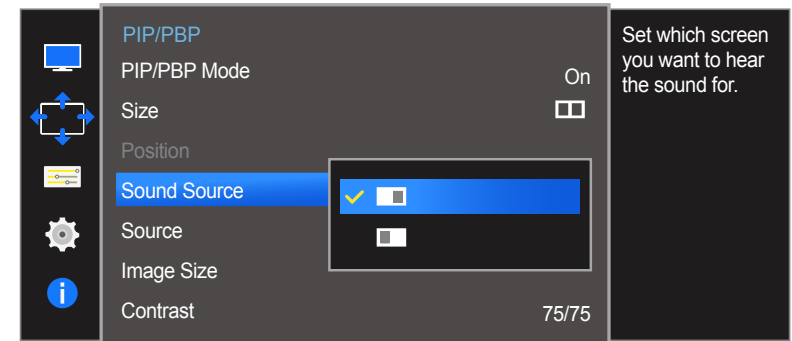 PIP/PBP
PIP/PBP Mode
On
Size
Position
Sound Source
Source
Image Size
Contrast
75/75
Set which screen
you want to hear
the sound for.